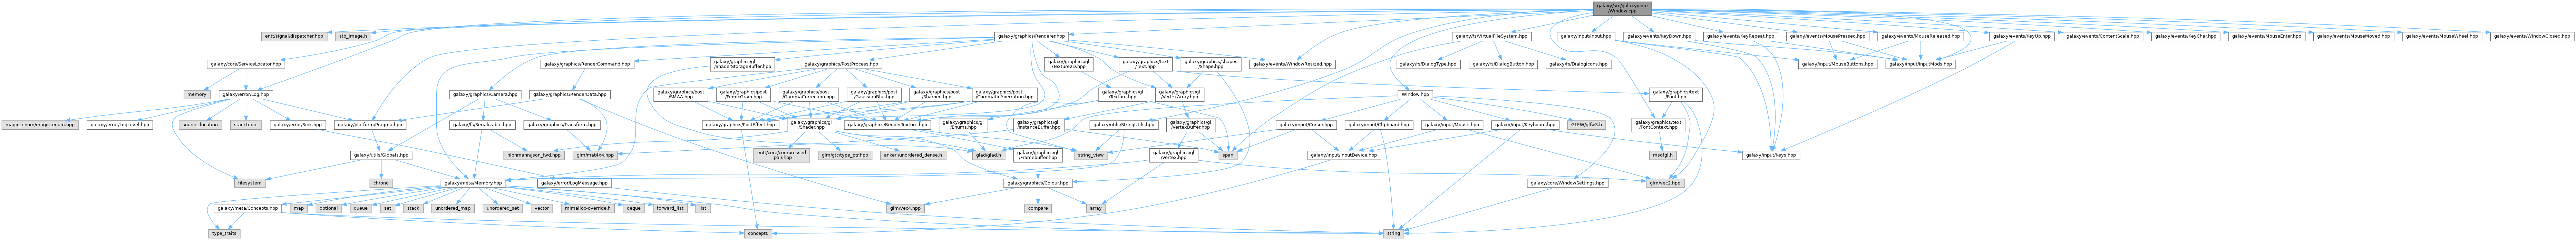 galaxy/src/galaxy/core
/Window.cpp
entt/signal/dispatcher.hpp
stb_image.h
galaxy/graphics/Renderer.hpp
galaxy/fs/VirtualFileSystem.hpp
galaxy/input/Input.hpp
galaxy/events/KeyDown.hpp
galaxy/events/KeyRepeat.hpp
galaxy/events/MousePressed.hpp
galaxy/events/MouseReleased.hpp
galaxy/events/KeyUp.hpp
galaxy/events/ContentScale.hpp
galaxy/events/KeyChar.hpp
galaxy/events/MouseEnter.hpp
galaxy/events/MouseMoved.hpp
galaxy/events/MouseWheel.hpp
galaxy/events/WindowClosed.hpp
galaxy/core/ServiceLocator.hpp
galaxy/graphics/RenderCommand.hpp
galaxy/graphics/gl
/ShaderStorageBuffer.hpp
galaxy/graphics/PostProcess.hpp
galaxy/graphics/gl
/Texture2D.hpp
galaxy/graphics/text
/Text.hpp
galaxy/graphics/shapes
/Shape.hpp
galaxy/events/WindowResized.hpp
galaxy/fs/DialogType.hpp
galaxy/fs/DialogButton.hpp
galaxy/fs/DialogIcons.hpp
galaxy/input/MouseButtons.hpp
galaxy/input/InputMods.hpp
memory
galaxy/error/Log.hpp
galaxy/graphics/Camera.hpp
galaxy/graphics/RenderData.hpp
galaxy/graphics/post
/SMAA.hpp
galaxy/graphics/post
/FilmicGrain.hpp
galaxy/graphics/post
/GammaCorrection.hpp
galaxy/graphics/post
/GaussianBlur.hpp
galaxy/graphics/post
/Sharpen.hpp
galaxy/graphics/post
/ChromaticAberration.hpp
galaxy/graphics/gl
/Texture.hpp
galaxy/graphics/gl
/VertexArray.hpp
Window.hpp
galaxy/graphics/text
/Font.hpp
magic_enum/magic_enum.hpp
galaxy/error/LogLevel.hpp
source_location
stacktrace
galaxy/error/Sink.hpp
galaxy/platform/Pragma.hpp
galaxy/fs/Serializable.hpp
galaxy/graphics/Transform.hpp
galaxy/graphics/PostEffect.hpp
galaxy/graphics/gl
/Shader.hpp
galaxy/graphics/RenderTexture.hpp
galaxy/graphics/gl
/Enums.hpp
galaxy/graphics/gl
/InstanceBuffer.hpp
galaxy/utils/StringUtils.hpp
galaxy/graphics/gl
/VertexBuffer.hpp
galaxy/input/Cursor.hpp
galaxy/input/Clipboard.hpp
galaxy/input/Mouse.hpp
galaxy/input/Keyboard.hpp
GLFW/glfw3.h
galaxy/graphics/text
/FontContext.hpp
galaxy/utils/Globals.hpp
nlohmann/json_fwd.hpp
glm/mat4x4.hpp
entt/core/compressed
_pair.hpp
glm/gtc/type_ptr.hpp
ankerl/unordered_dense.h
glad/glad.h
galaxy/graphics/gl
/Framebuffer.hpp
string_view
galaxy/graphics/gl
/Vertex.hpp
span
galaxy/input/InputDevice.hpp
msdfgl.h
galaxy/input/Keys.hpp
filesystem
chrono
galaxy/meta/Memory.hpp
galaxy/error/LogMessage.hpp
galaxy/graphics/Colour.hpp
galaxy/core/WindowSettings.hpp
glm/vec2.hpp
galaxy/meta/Concepts.hpp
map
optional
queue
set
stack
unordered_map
unordered_set
vector
mimalloc-override.h
deque
forward_list
list
glm/vec4.hpp
compare
array
type_traits
concepts
string